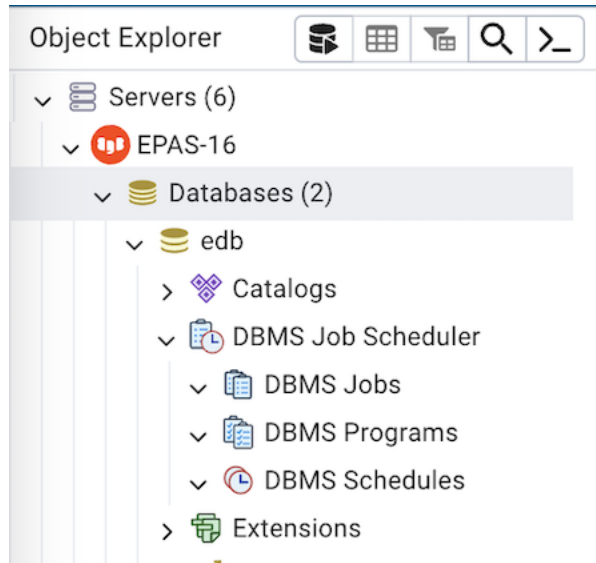 Object Explorer
Servers (6)
EPAS-16
Databases (2)
edb
Catalogs
DBMS Job Scheduler
DBMS Jobs
DBMS Programs
DBMS Schedules
Extensions